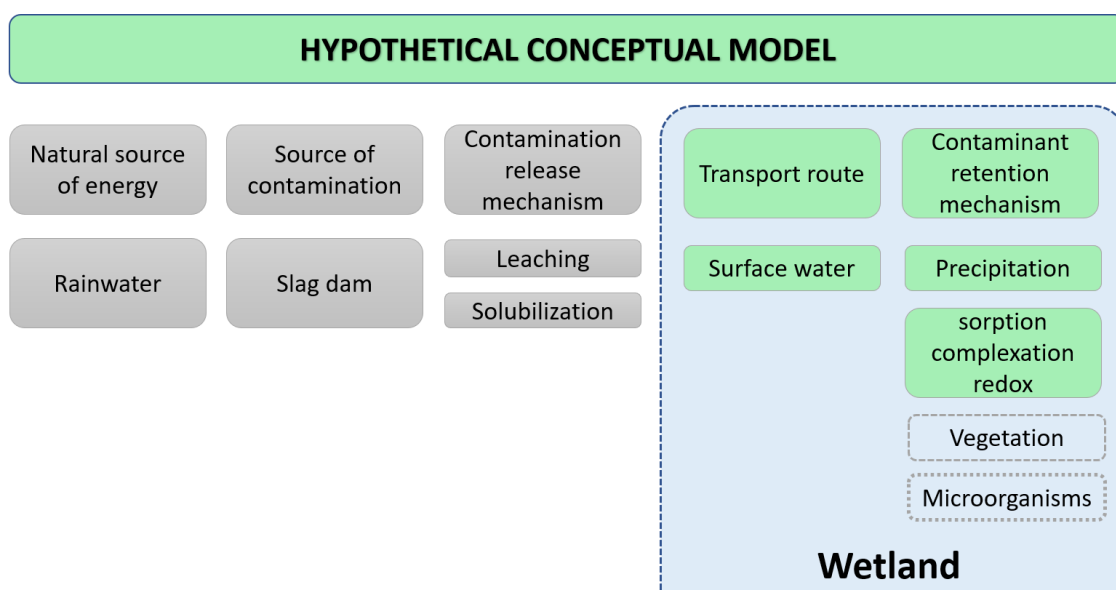 HYPOTHETICAL CONCEPTUAL MODEL
Natural source
of energy
Source of
contamination
Contamination
release
mechanism
Transport route
Contaminant
retention
mechanism
Rainwater
Slag dam
Leaching
Solubilization
Surface water
Precipitation
sorption
complexation
redox
Vegetation
Microorganisms
Wetland